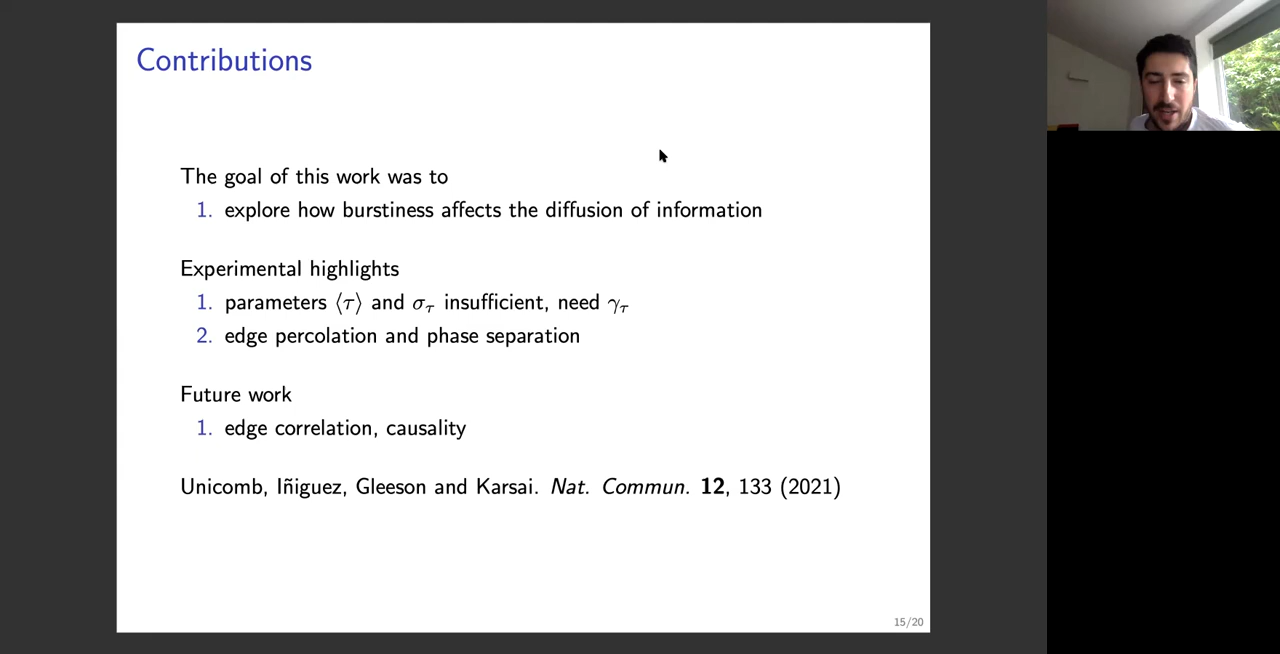 Contributions
The goal of this work was to
1. explore how burstiness affects the diffusion of information
Experimental highlights
1. parameters ⟨τ⟩ and σ_τ insufficient, need γ_τ
2. edge percolation and phase separation
Future work
1. edge correlation, causality
Unicomb, Iñiguez, Gleeson and Karsai. Nat. Commun. 12, 133 (2021)
15/20